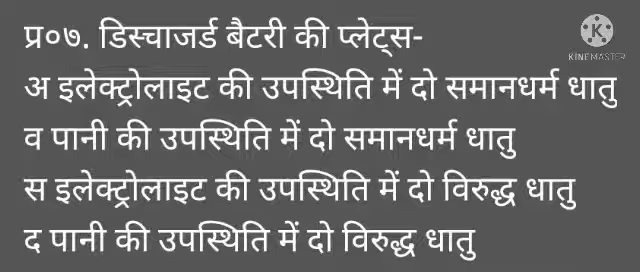 प्र०७. डिस्चाजर्ड बैटरी की प्लेट्स-
KINEMASTER
अ इलेक्ट्रोलाइट की उपस्थिति में दो समानधर्म धातु
व पानी की उपस्थिति में दो समानधर्म धातु
स इलेक्ट्रोलाइट की उपस्थिति में दो विरुद्ध धातु
द पानी की उपस्थिति में दो विरुद्ध धातु